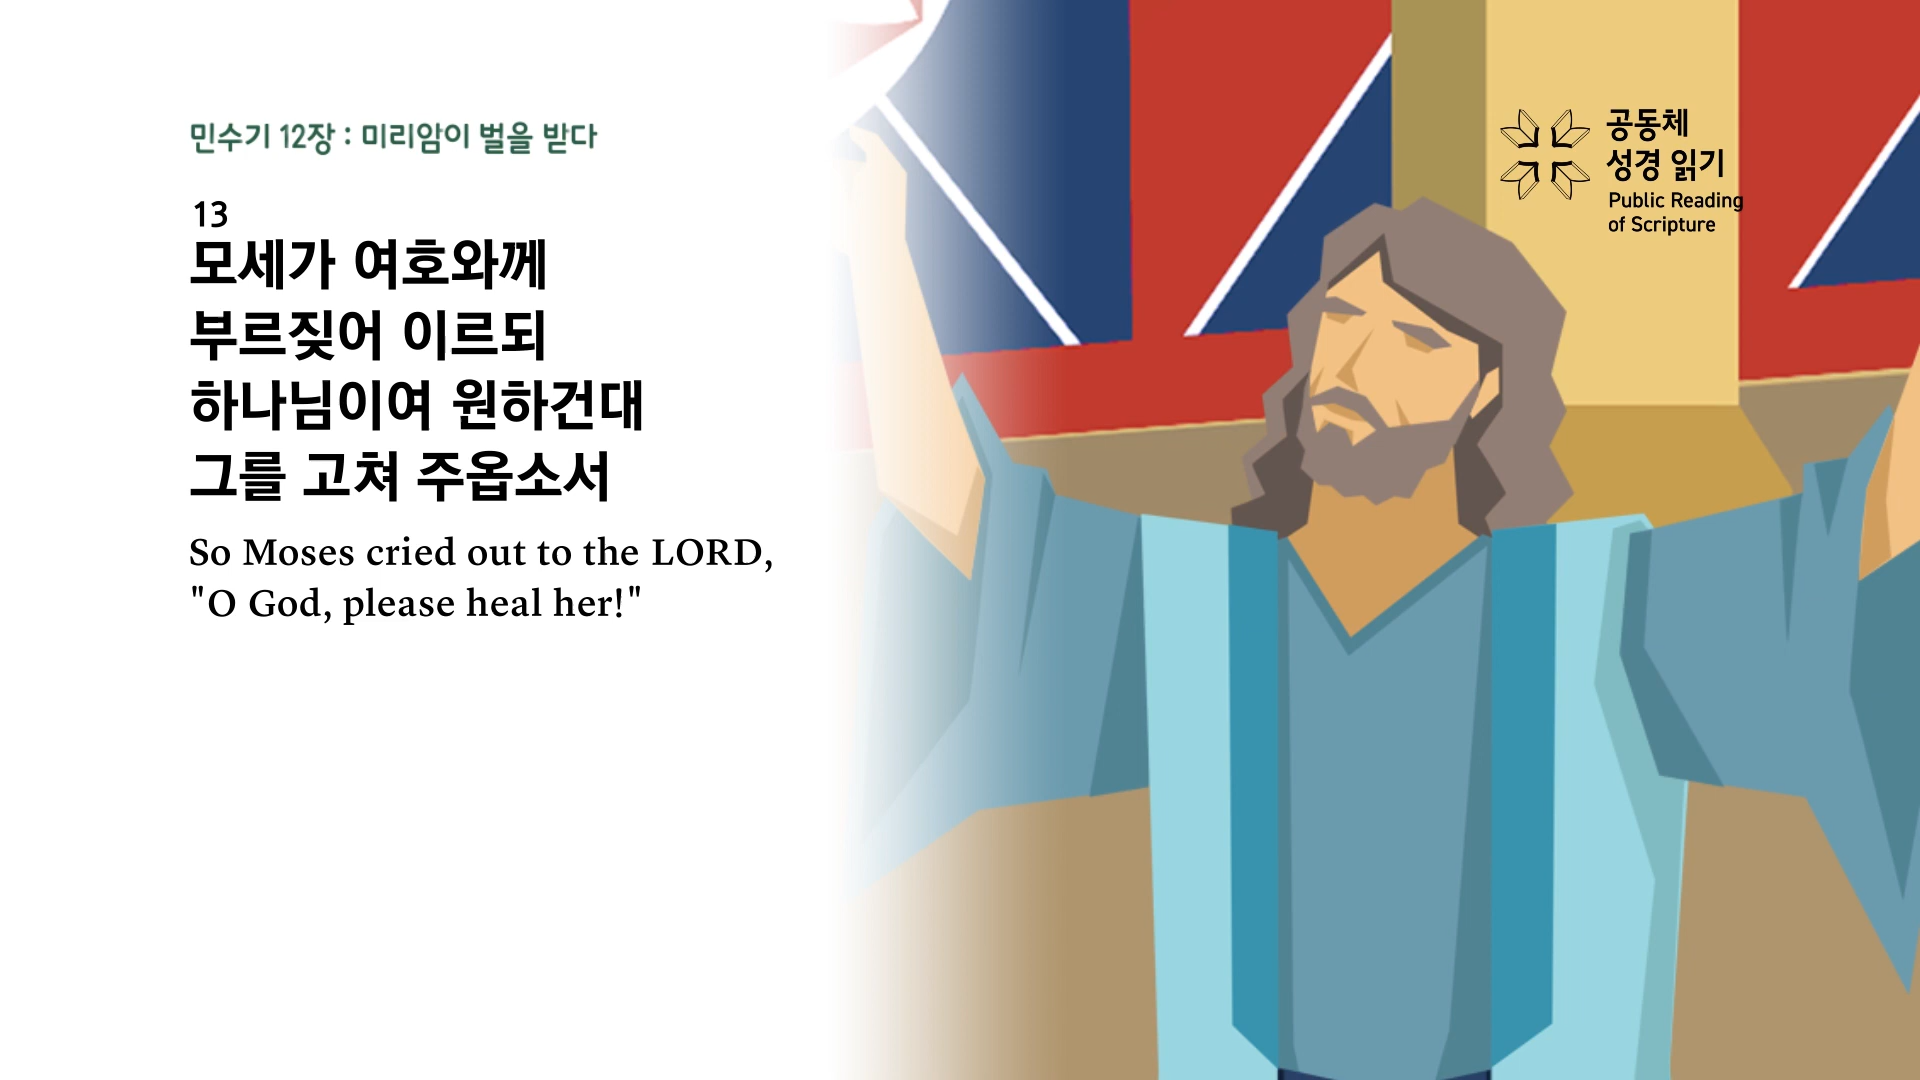 민수기 12장 : 미리암이 벌을 받다
13
모세가 여호와께
부르짖어 이르되
하나님이여 원하건대
그를 고쳐 주옵소서
So Moses cried out to the LORD,
"O God, please heal her!"
공동체
성경 읽기
Public Reading
of Scripture